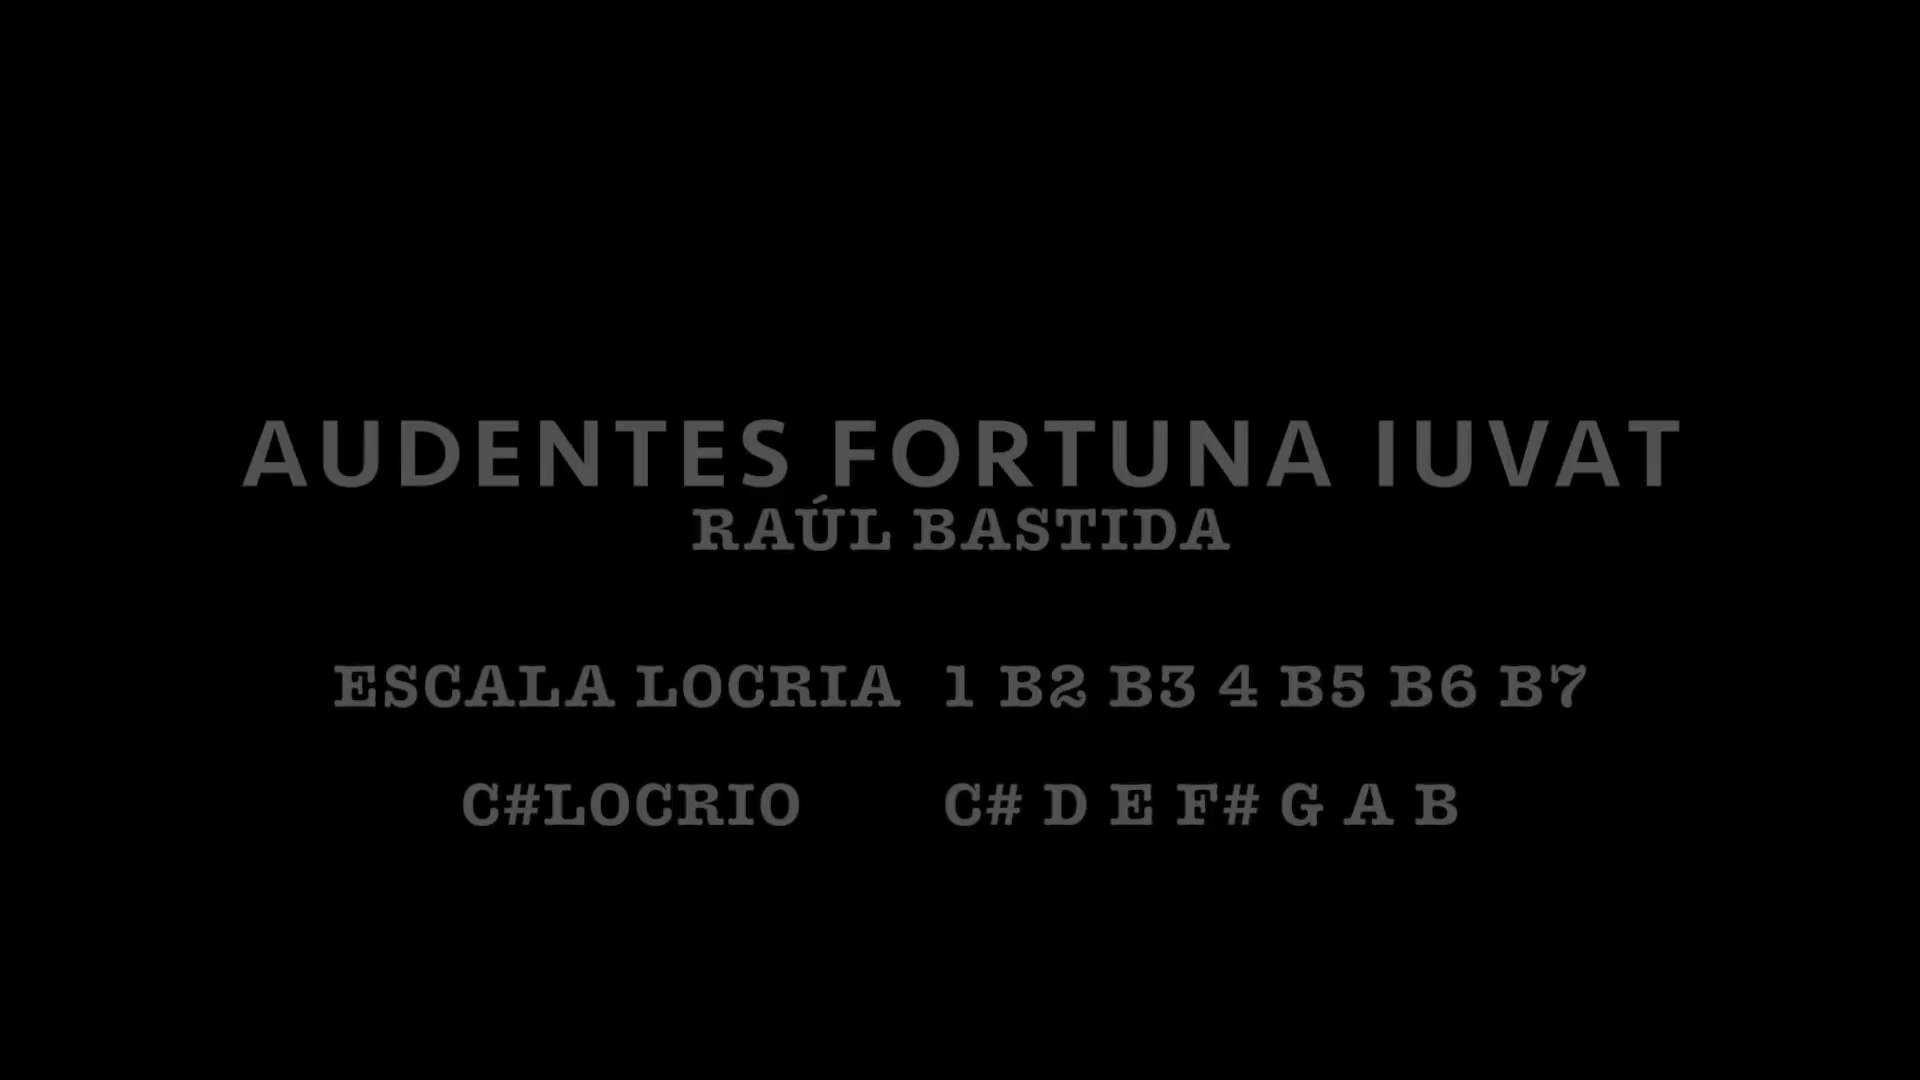 AUDENTES FORTUNA IUVAT
RAÚL BASTIDA
ESCALA LOCRIA 1 B2 B3 4 B5 B6 B7
C#LOCRIO C# D E F# G A B